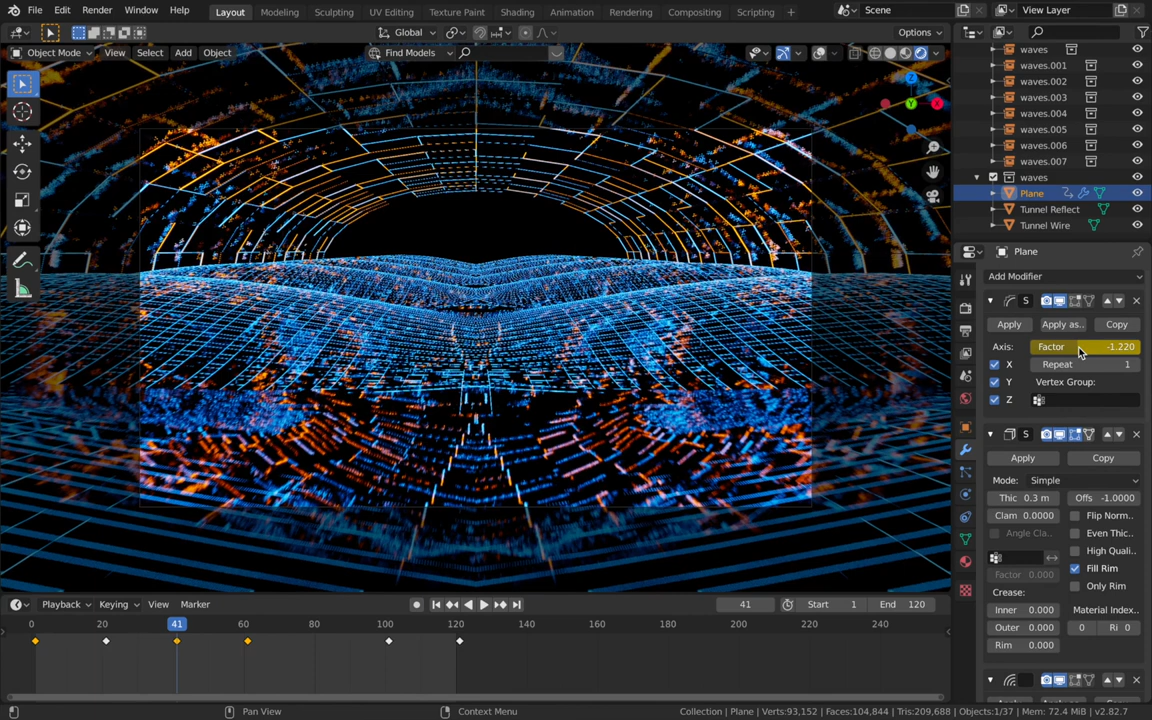 File Edit Render Window Help Layout Modeling Sculpting UV Editing Texture Paint Shading Animation Rendering Compositing Scripting + Scene View Layer
Global Options
Object Mode View Select Add Object Find Models
waves
waves.001
waves.002
waves.003
waves.004
waves.005
waves.006
waves.007
waves
Plane
Tunnel Reflect
Tunnel Wire
Z
Y
X
Plane
Add Modifier
S
Apply Apply as.. Copy
Axis: Factor -1.220
X Repeat 1
Y Vertex Group:
Z
S
Apply Copy
Mode: Simple
Thic 0.3 m Offs -1.0000
Clam 0.0000 Flip Norm..
Angle Cla.. Even Thic..
High Quali..
Factor 0.000 Fill Rim
Crease: Only Rim
Inner 0.000 Material Index..
Outer 0.000 0 Ri 0
Rim 0.000
Playback Keying View Marker 41 Start 1 End 120
0 20 41 60 80 100 120 140 160 180 200 220 240
Pan View Context Menu Collection | Plane | Verts:93,152 | Faces:104,844 | Tris:209,688 | Objects:1/37 | Mem: 72.4 MiB | v2.82.7